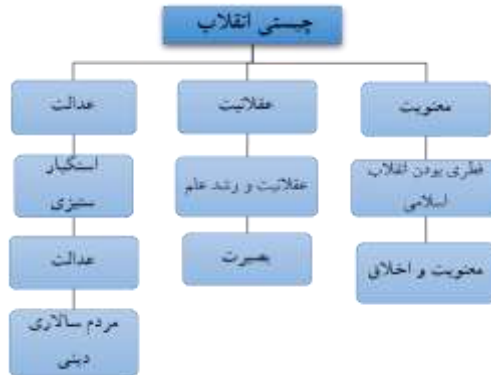 چیستی انقلاب
معنویت
عقلانیت
عدالت
فطری بودن انقلاب
اسلامی
عقلانیت و رشد علم
استکبار
ستیزی
معنویت و اخلاق
بصیرت
عدالت
مردم سالاری
دینی